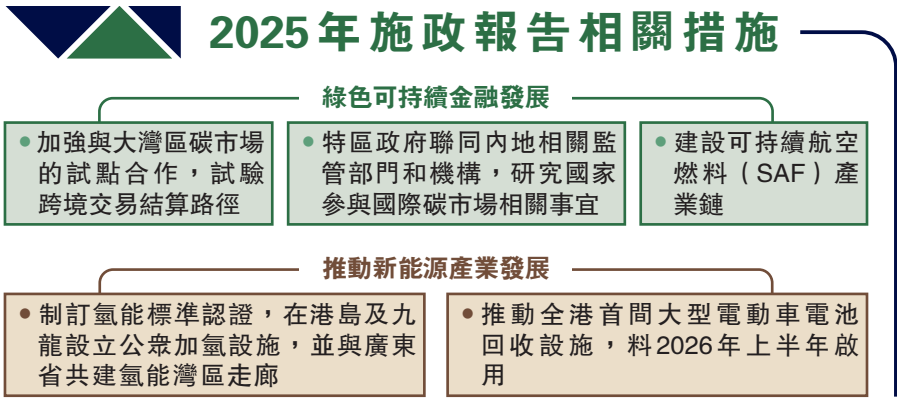 2025年施政報告相關措施
綠色可持續金融發展
•加強與大灣區碳市場
的試點合作，試驗
跨境交易結算路徑
•特區政府聯同內地相關監
管部門和機構，研究國家
參與國際碳市場相關事宜
•建設可持續航空
燃料（SAF）產
業鏈
推動新能源產業發展
•制訂氫能標準認證，在港島及九
龍設立公眾加氫設施，並與廣東
省共建氫能灣區走廊
•推動全港首間大型電動車電池
回收設施，料2026年上半年啟
用